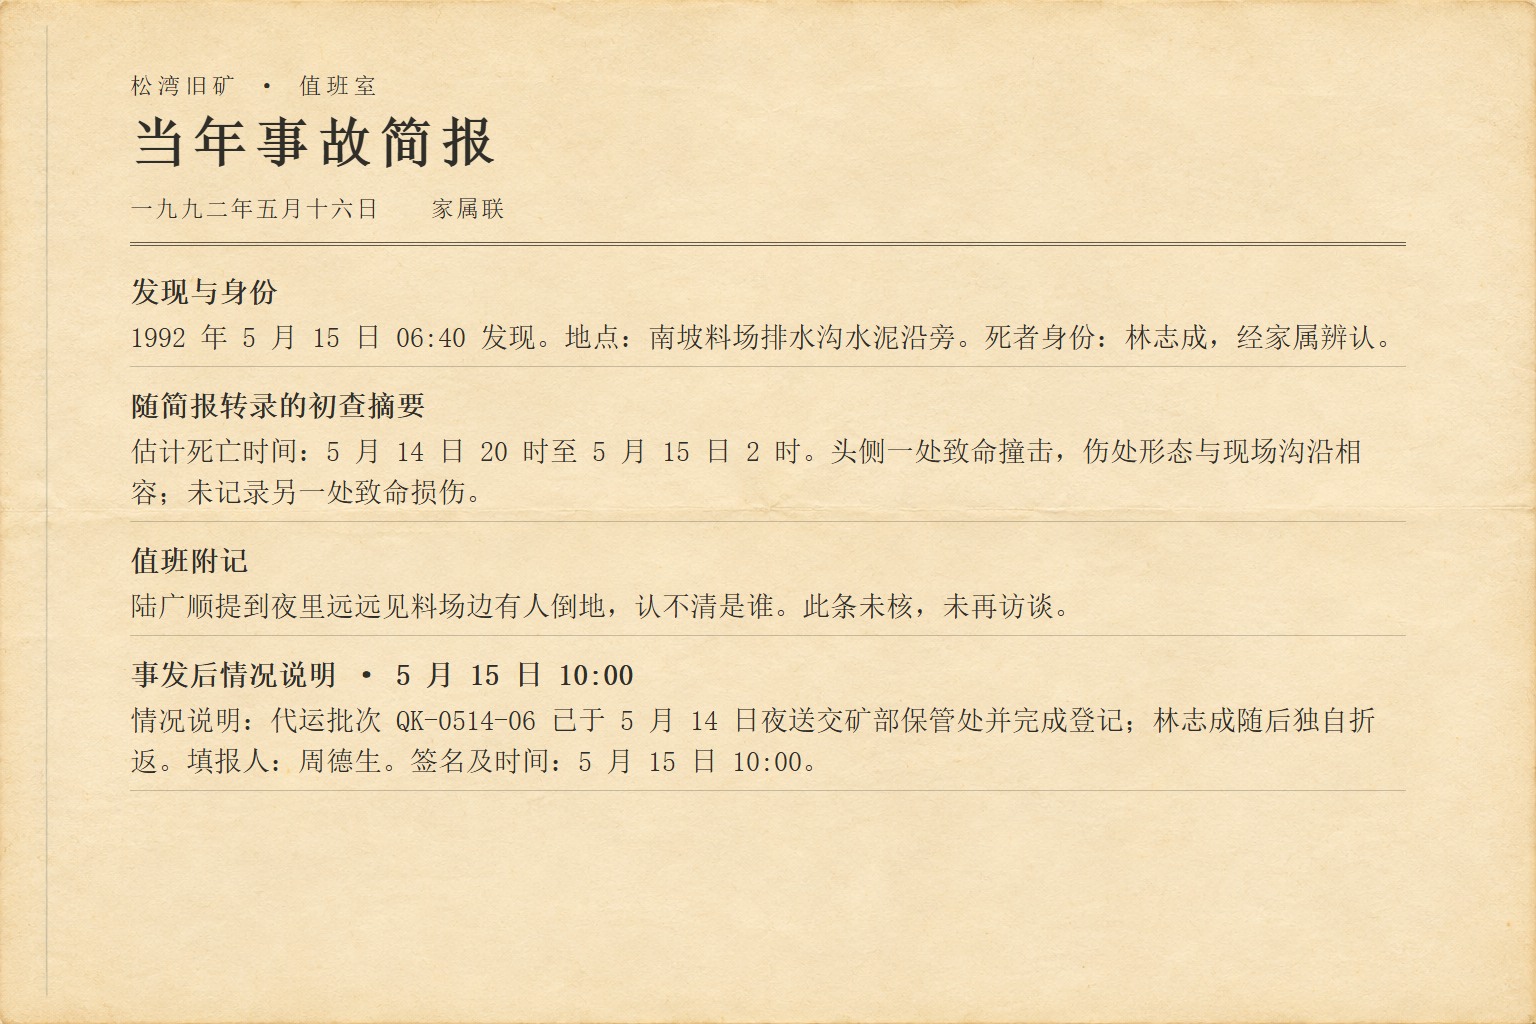 松湾旧矿 • 值班室
当年事故简报
一九九二年五月十六日 家属联
发现与身份
1992 年 5 月 15 日 06:40 发现。地点：南坡料场排水沟水泥沿旁。死者身份：林志成，经家属辨认。
随简报转录的初查摘要
估计死亡时间：5 月 14 日 20 时至 5 月 15 日 2 时。头侧一处致命撞击，伤处形态与现场沟沿相
容；未记录另一处致命损伤。
值班附记
陆广顺提到夜里远远见料场边有人倒地，认不清是谁。此条未核，未再访谈。
事发后情况说明 • 5 月 15 日 10:00
情况说明：代运批次 QK-0514-06 已于 5 月 14 日夜送交矿部保管处并完成登记；林志成随后独自折
返。填报人：周德生。签名及时间：5 月 15 日 10:00。